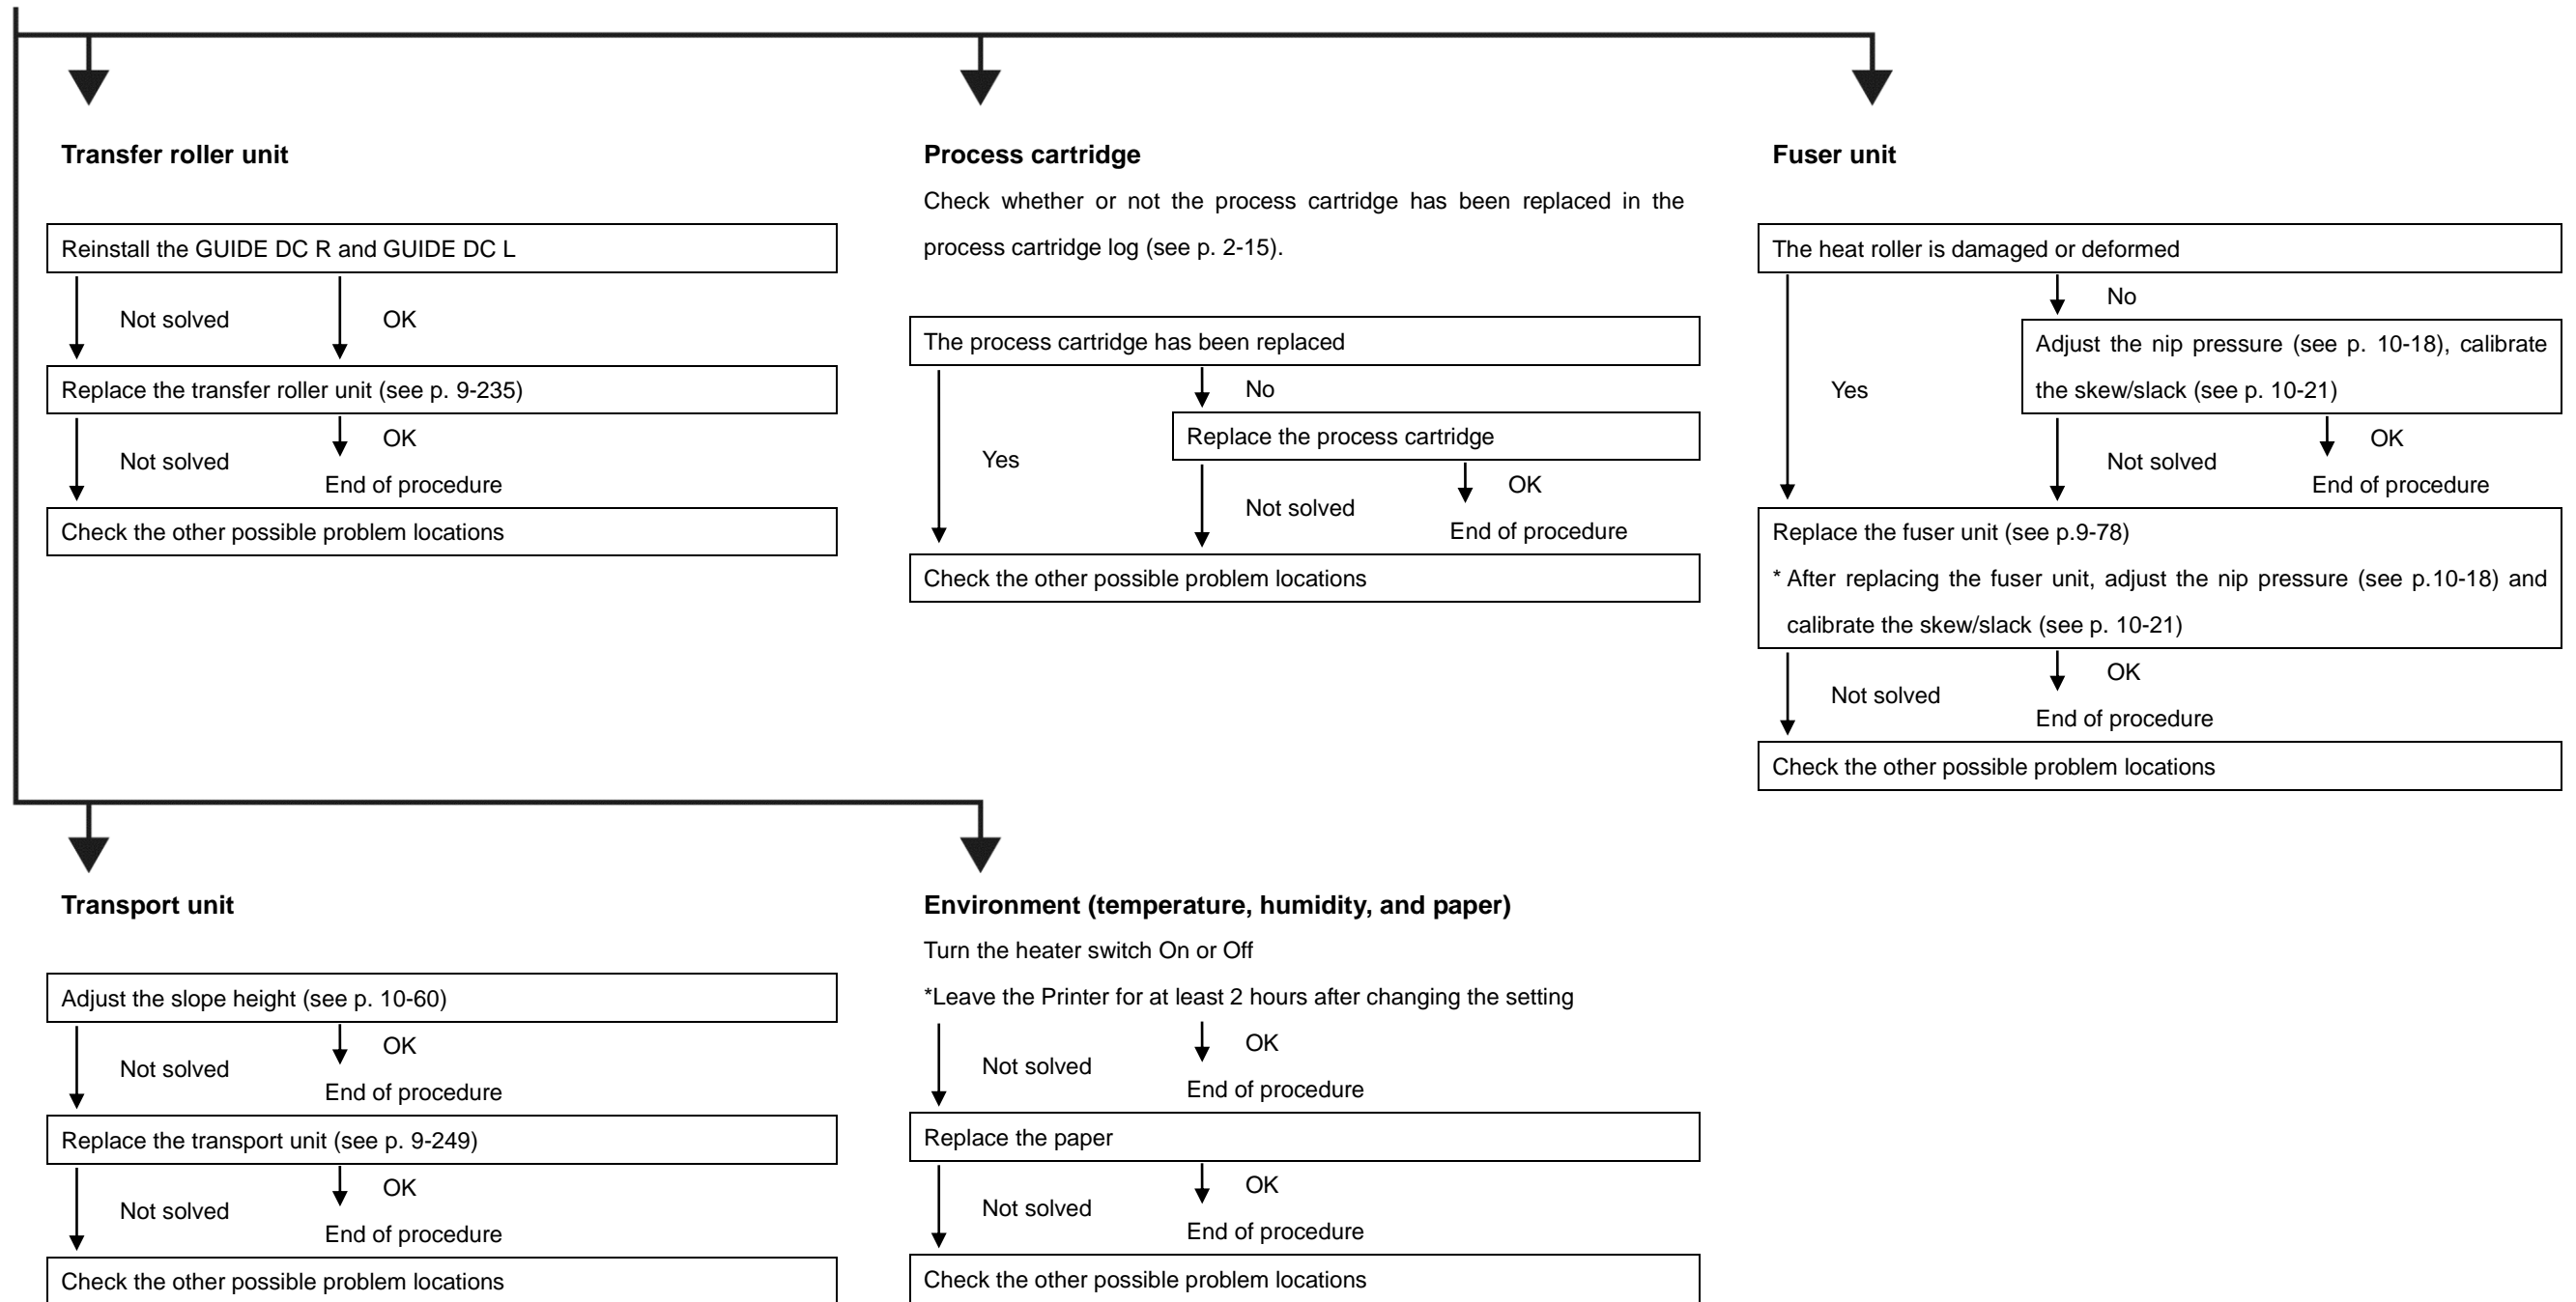 Transfer roller unit
Reinstall the GUIDE DC R and GUIDE DC L
Not solved
OK
Replace the transfer roller unit (see p. 9-235)
Not solved
OK
End of procedure
Check the other possible problem locations
Process cartridge
Check whether or not the process cartridge has been replaced in the
process cartridge log (see p. 2-15).
The process cartridge has been replaced
Yes
No
Replace the process cartridge
Not solved
OK
End of procedure
Check the other possible problem locations
Fuser unit
The heat roller is damaged or deformed
Yes
No
Adjust the nip pressure (see p. 10-18), calibrate
the skew/slack (see p. 10-21)
Not solved
OK
End of procedure
Replace the fuser unit (see p.9-78)
* After replacing the fuser unit, adjust the nip pressure (see p.10-18) and
calibrate the skew/slack (see p. 10-21)
Not solved
OK
End of procedure
Check the other possible problem locations
Transport unit
Adjust the slope height (see p. 10-60)
Not solved
OK
End of procedure
Replace the transport unit (see p. 9-249)
Not solved
OK
End of procedure
Check the other possible problem locations
Environment (temperature, humidity, and paper)
Turn the heater switch On or Off
*Leave the Printer for at least 2 hours after changing the setting
Not solved
OK
End of procedure
Replace the paper
Not solved
OK
End of procedure
Check the other possible problem locations